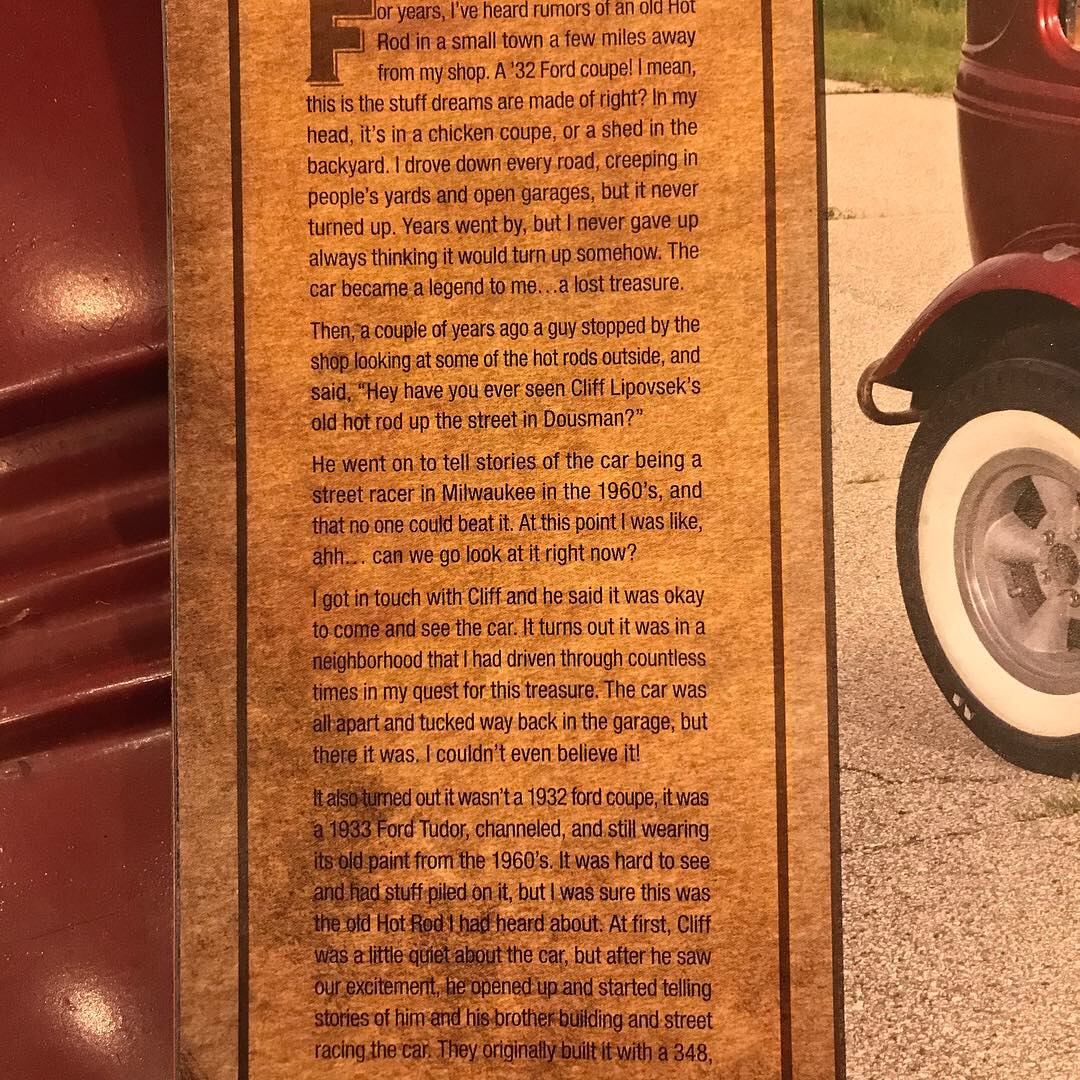 For years, I've heard rumors of an old Hot
Rod in a small town a few miles away
from my shop. A '32 Ford coupe! I mean,
this is the stuff dreams are made of right? In my
head, it's in a chicken coupe, or a shed in the
backyard. I drove down every road, creeping in
people's yards and open garages, but it never
turned up. Years went by, but I never gave up
always thinking it would turn up somehow. The
car became a legend to me…a lost treasure.
Then, a couple of years ago a guy stopped by the
shop looking at some of the hot rods outside, and
said, “Hey have you ever seen Cliff Lipovsek's
old hot rod up the street in Dousman?”
He went on to tell stories of the car being a
street racer in Milwaukee in the 1960's, and
that no one could beat it. At this point I was like,
ahh… can we go look at it right now?
I got in touch with Cliff and he said it was okay
to come and see the car. It turns out it was in a
neighborhood that I had driven through countless
times in my quest for this treasure. The car was
all apart and tucked way back in the garage, but
there it was. I couldn't even believe it!
It also turned out it wasn't a 1932 ford coupe, it was
a 1933 Ford Tudor, channeled, and still wearing
its old paint from the 1960's. It was hard to see
and had stuff piled on it, but I was sure this was
the old Hot Rod I had heard about. At first, Cliff
was a little quiet about the car, but after he saw
our excitement, he opened up and started telling
stories of him and his brother building and street
racing the car. They originally built it with a 348,